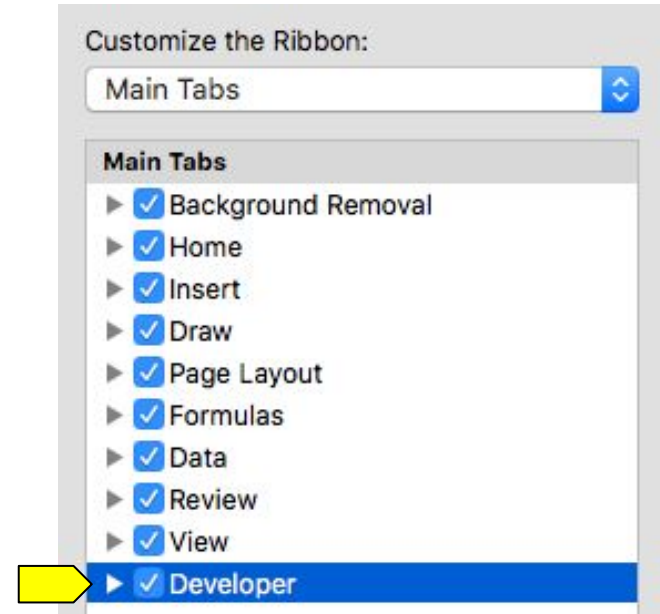 Customize the Ribbon:
Main Tabs
Main Tabs
Background Removal
Home
Insert
Draw
Page Layout
Formulas
Data
Review
View
Developer